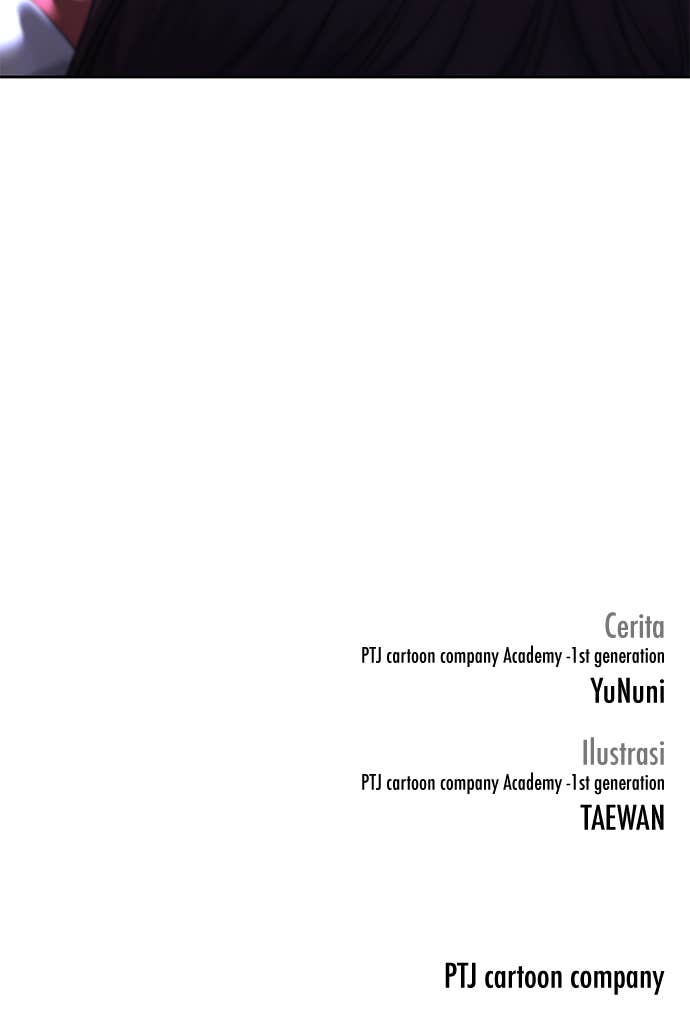 Cerita
PTJ cartoon company Academy -1st generation
YuNuni
Ilustrasi
PTJ cartoon company Academy -1st generation
TAEWAN
PTJ cartoon company